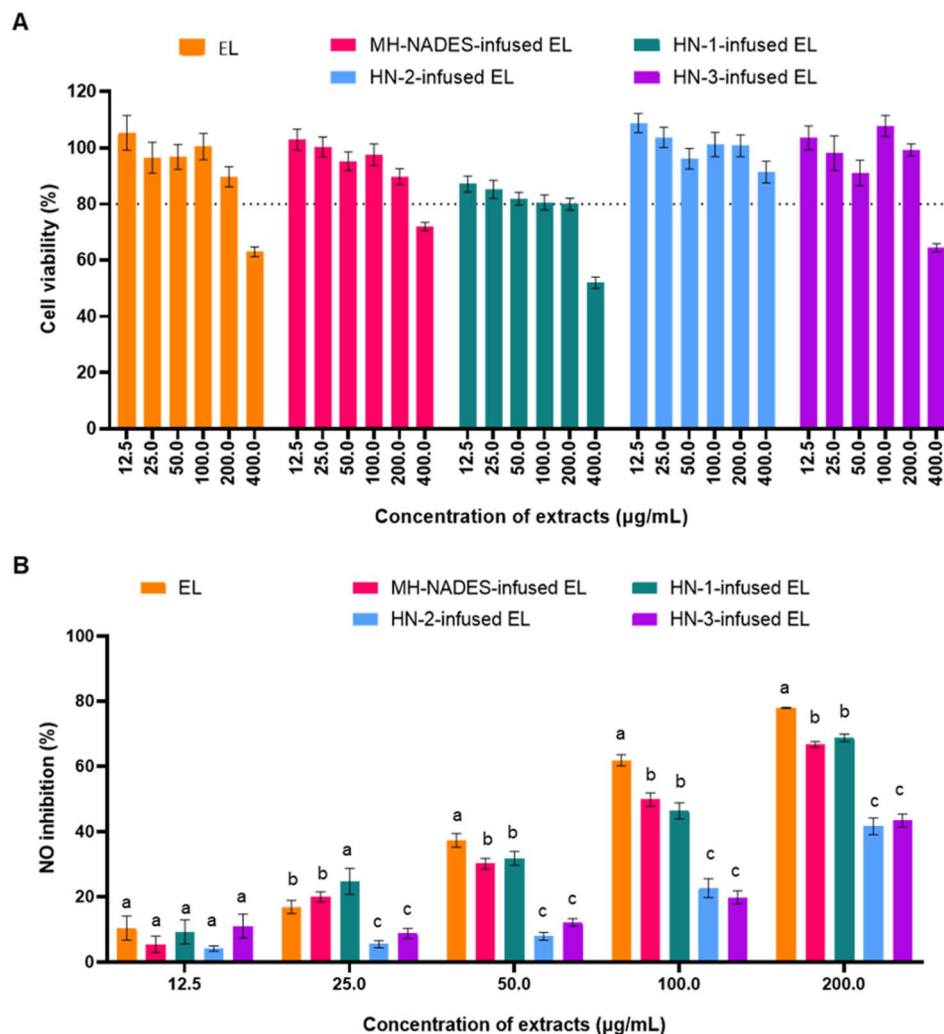 A
EL
MH-NADES-infused EL
HN-1-infused EL
HN-2-infused EL
HN-3-infused EL
120
100
80
60
40
20
0
Cell viability (%)
12.5 25.0 50.0 100.0 200.0 400.0 12.5 25.0 50.0 100.0 200.0 400.0 12.5 25.0 50.0 100.0 200.0 400.0 12.5 25.0 50.0 100.0 200.0 400.0 12.5 25.0 50.0 100.0 200.0 400.0
Concentration of extracts (µg/mL)
B
EL
MH-NADES-infused EL
HN-1-infused EL
HN-2-infused EL
HN-3-infused EL
100
80
60
40
20
0
NO inhibition (%)
a a a a a
b b a c c
a b b c c
a b b c c
a b b c c
12.5 25.0 50.0 100.0 200.0
Concentration of extracts (µg/mL)